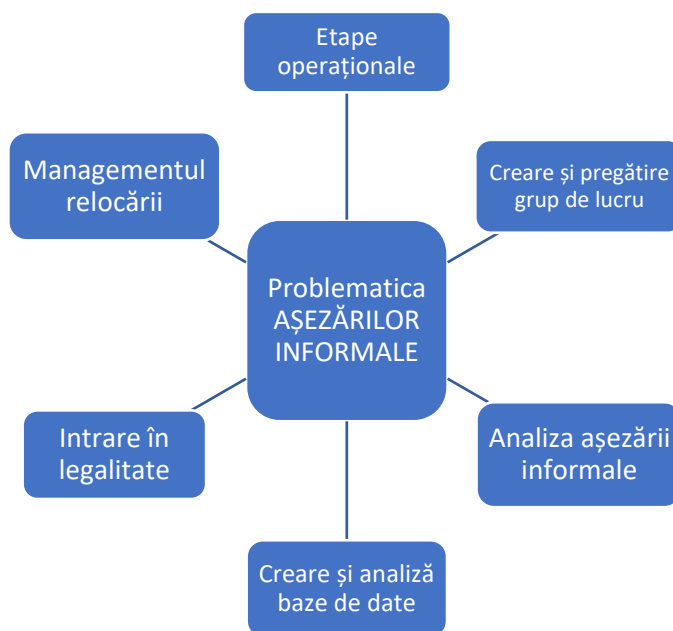 Etape
operaționale
Managementul
relocării
Creare și pregătire
grup de lucru
Problematica
AȘEZĂRILOR
INFORMALE
Intrare în
legalitate
Analiza așezării
informale
Creare și analiză
baze de date